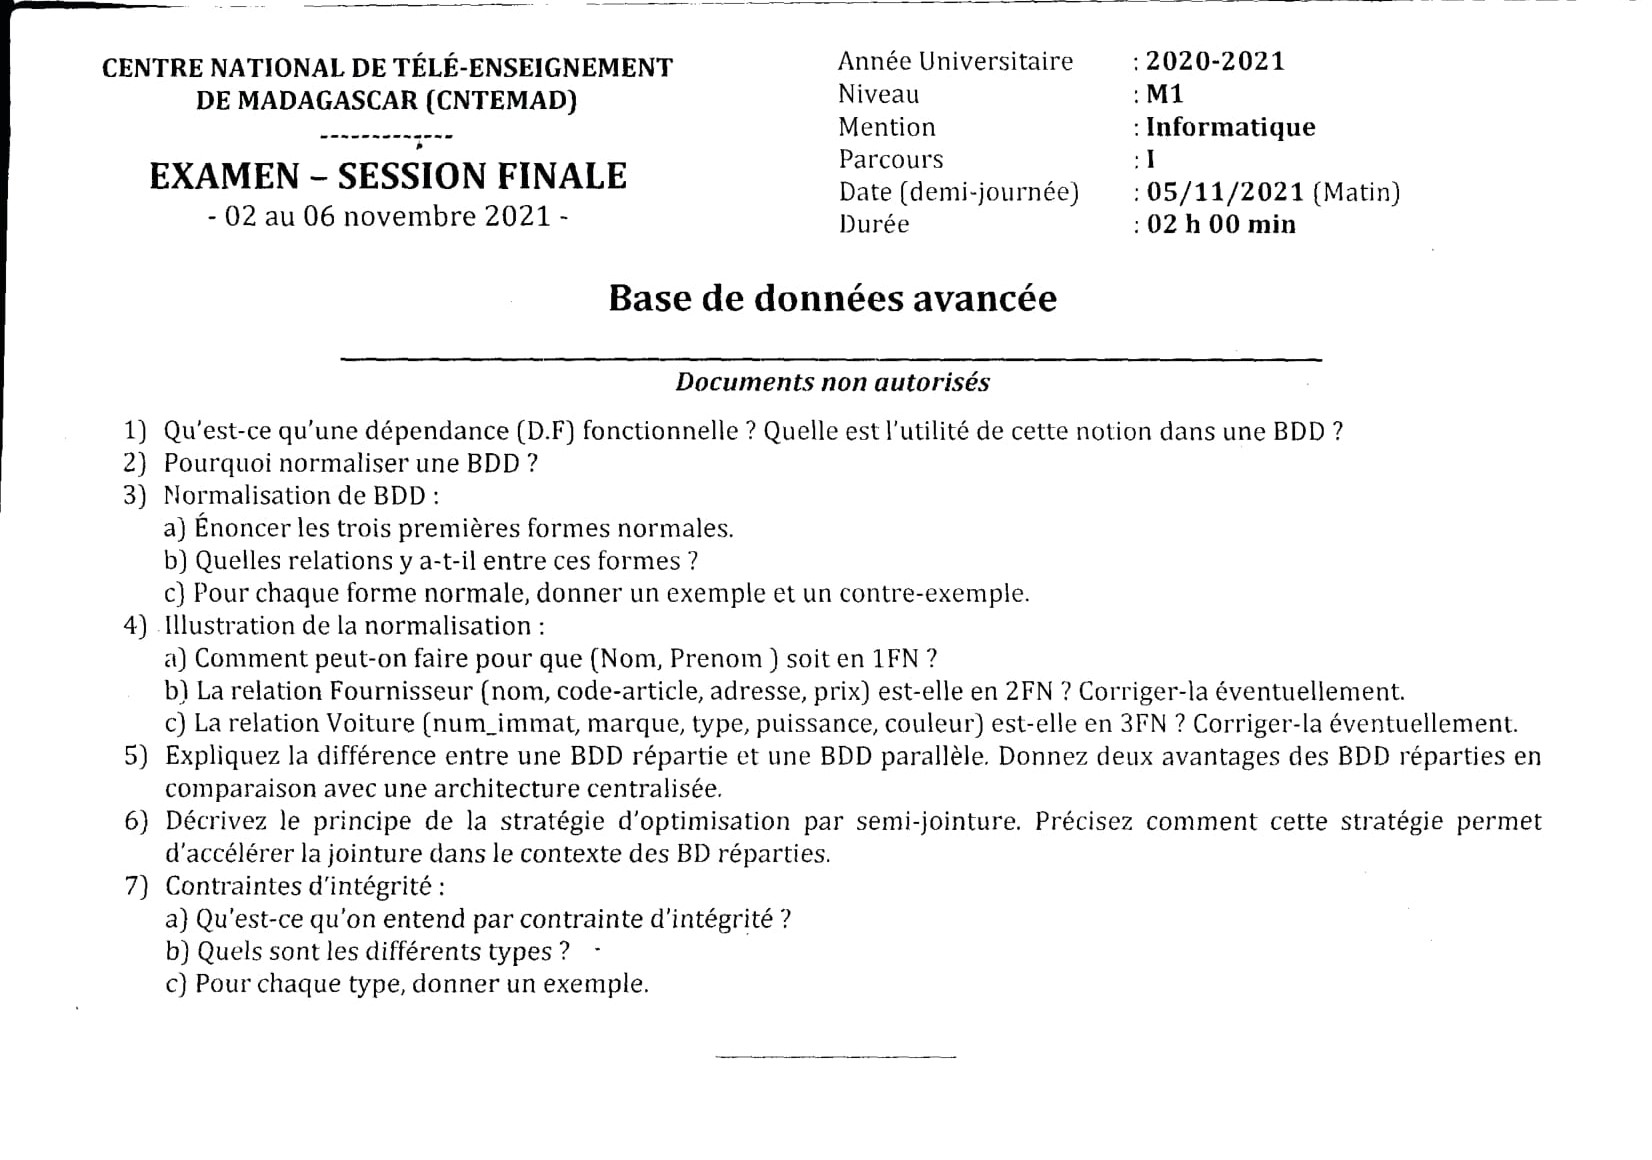 CENTRE NATIONAL DE TÉLÉ-ENSEIGNEMENT
DE MADAGASCAR (CNTEMAD)
-------------
EXAMEN – SESSION FINALE
- 02 au 06 novembre 2021 -
Année Universitaire : 2020-2021
Niveau : M1
Mention : Informatique
Parcours : I
Date (demi-journée) : 05/11/2021 (Matin)
Durée : 02 h 00 min
Base de données avancée
Documents non autorisés
1) Qu'est-ce qu'une dépendance (D.F) fonctionnelle ? Quelle est l'utilité de cette notion dans une BDD ?
2) Pourquoi normaliser une BDD ?
3) Normalisation de BDD :
a) Énoncer les trois premières formes normales.
b) Quelles relations y a-t-il entre ces formes ?
c) Pour chaque forme normale, donner un exemple et un contre-exemple.
4) Illustration de la normalisation :
a) Comment peut-on faire pour que (Nom, Prenom ) soit en 1FN ?
b) La relation Fournisseur (nom, code-article, adresse, prix) est-elle en 2FN ? Corriger-la éventuellement.
c) La relation Voiture (num_immat, marque, type, puissance, couleur) est-elle en 3FN ? Corriger-la éventuellement.
5) Expliquez la différence entre une BDD répartie et une BDD parallèle. Donnez deux avantages des BDD réparties en
comparaison avec une architecture centralisée.
6) Décrivez le principe de la stratégie d'optimisation par semi-jointure. Précisez comment cette stratégie permet
d'accélérer la jointure dans le contexte des BD réparties.
7) Contraintes d'intégrité :
a) Qu'est-ce qu'on entend par contrainte d'intégrité ?
b) Quels sont les différents types ?
c) Pour chaque type, donner un exemple.